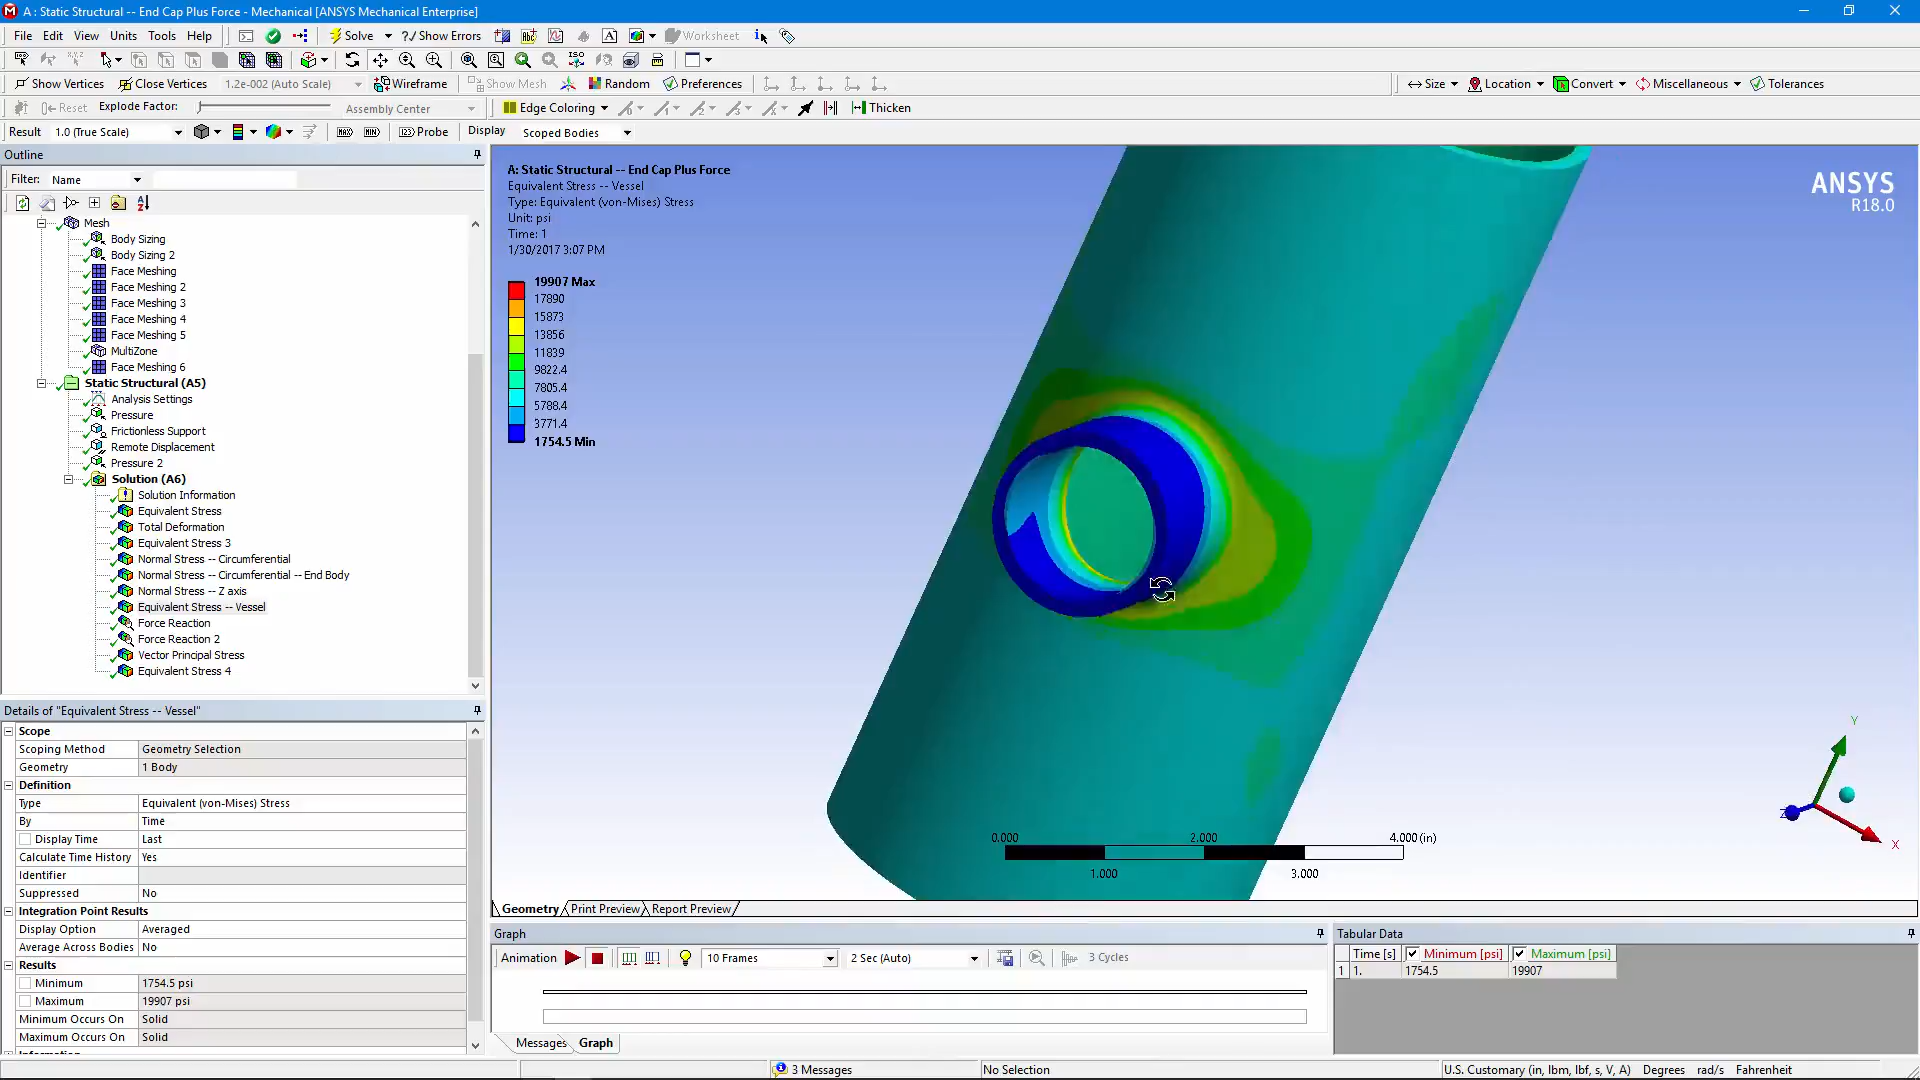 A : Static Structural -- End Cap Plus Force - Mechanical [ANSYS Mechanical Enterprise]
File Edit View Units Tools Help Solve ?/ Show Errors Worksheet
Show Vertices Close Vertices 1.2e-002 (Auto Scale) Wireframe Show Mesh Random Preferences Size Location Convert Miscellaneous Tolerances
Reset Explode Factor: Assembly Center Edge Coloring Thicken
Result 1.0 (True Scale) MAX MIN 123 Probe Display Scoped Bodies
Outline
Filter: Name
Mesh
Body Sizing
Body Sizing 2
Face Meshing
Face Meshing 2
Face Meshing 3
Face Meshing 4
Face Meshing 5
MultiZone
Face Meshing 6
Static Structural (A5)
Analysis Settings
Pressure
Frictionless Support
Remote Displacement
Pressure 2
Solution (A6)
Solution Information
Equivalent Stress
Total Deformation
Equivalent Stress 3
Normal Stress -- Circumferential
Normal Stress -- Circumferential -- End Body
Normal Stress -- Z axis
Equivalent Stress -- Vessel
Force Reaction
Force Reaction 2
Vector Principal Stress
Equivalent Stress 4
Details of "Equivalent Stress -- Vessel"
Scope
Scoping Method Geometry Selection
Geometry 1 Body
Definition
Type Equivalent (von-Mises) Stress
By Time
Display Time Last
Calculate Time History Yes
Identifier
Suppressed No
Integration Point Results
Display Option Averaged
Average Across Bodies No
Results
Minimum 1754.5 psi
Maximum 19907 psi
Minimum Occurs On Solid
Maximum Occurs On Solid
A: Static Structural -- End Cap Plus Force
Equivalent Stress -- Vessel
Type: Equivalent (von-Mises) Stress
Unit: psi
Time: 1
1/30/2017 3:07 PM
19907 Max
17890
15873
13856
11839
9822.4
7805.4
5788.4
3771.4
1754.5 Min
ANSYS
R18.0
Y
Z
X
0.000 2.000 4.000 (in)
1.000 3.000
Geometry Print Preview Report Preview
Graph
Animation 10 Frames 2 Sec (Auto) 3 Cycles
Messages Graph
Tabular Data
Time [s] Minimum [psi] Maximum [psi]
1 1. 1754.5 19907
3 Messages No Selection U.S. Customary (in, lbm, lbf, s, V, A) Degrees rad/s Fahrenheit